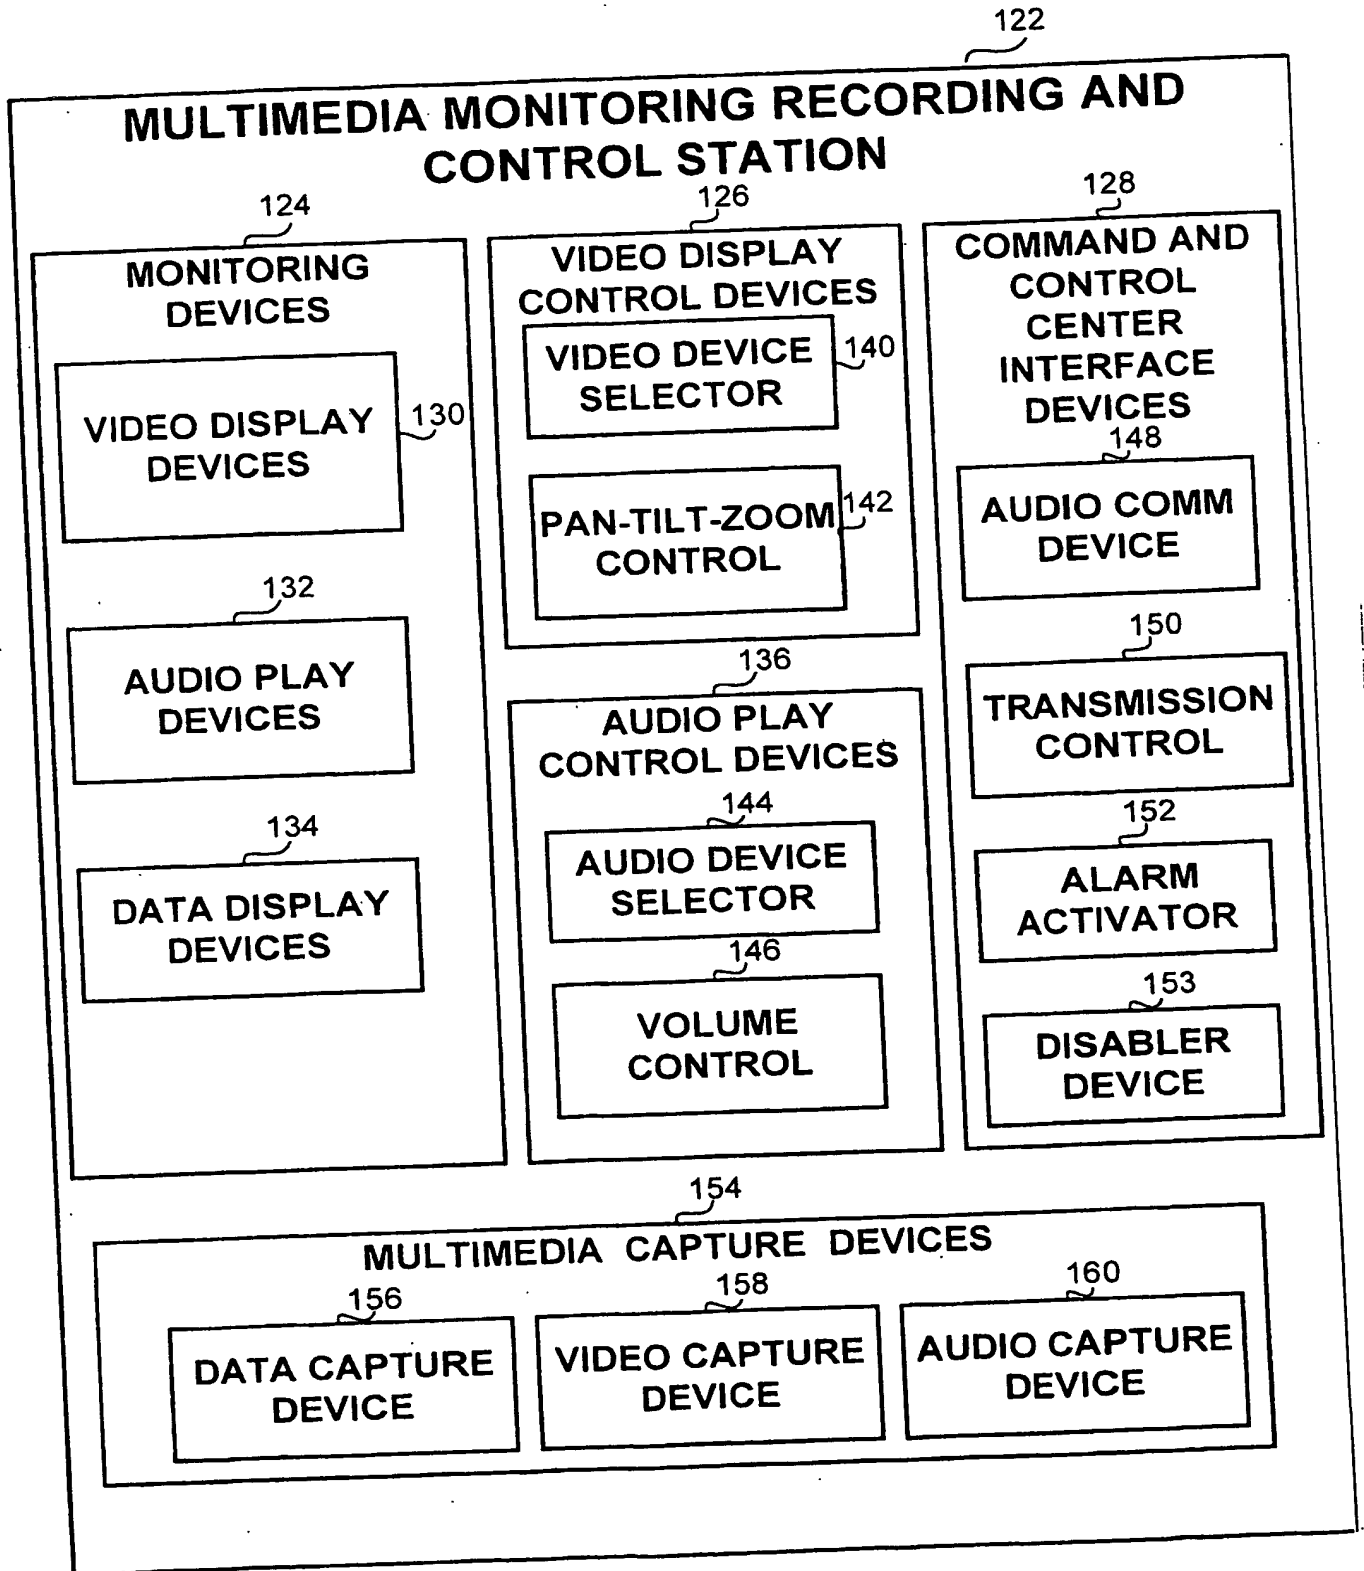 122
MULTIMEDIA MONITORING RECORDING AND
CONTROL STATION
124
MONITORING
DEVICES
VIDEO DISPLAY
DEVICES
130
132
AUDIO PLAY
DEVICES
134
DATA DISPLAY
DEVICES
126
VIDEO DISPLAY
CONTROL DEVICES
VIDEO DEVICE
SELECTOR
140
PAN-TILT-ZOOM
CONTROL
142
136
AUDIO PLAY
CONTROL DEVICES
144
AUDIO DEVICE
SELECTOR
146
VOLUME
CONTROL
128
COMMAND AND
CONTROL
CENTER
INTERFACE
DEVICES
148
AUDIO COMM
DEVICE
150
TRANSMISSION
CONTROL
152
ALARM
ACTIVATOR
153
DISABLER
DEVICE
154
MULTIMEDIA CAPTURE DEVICES
156
DATA CAPTURE
DEVICE
158
VIDEO CAPTURE
DEVICE
160
AUDIO CAPTURE
DEVICE